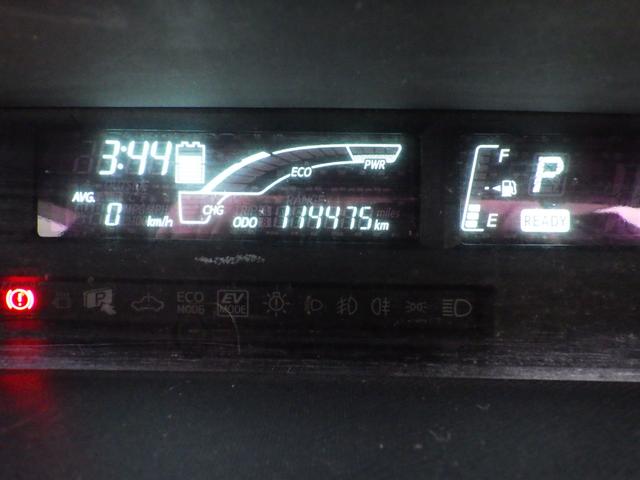 3:44
ECO
PWR
F
P
AVG.
0 km/h
CHG
ODO 114475 km
E
READY
P
ECO MODE
EV MODE